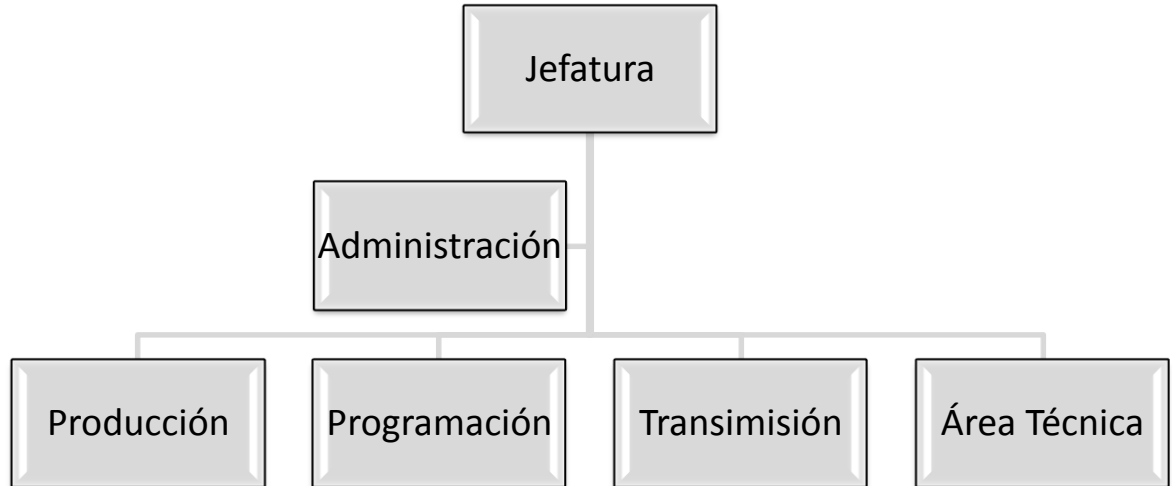 Jefatura
Administración
Producción
Programación
Transimisión
Área Técnica